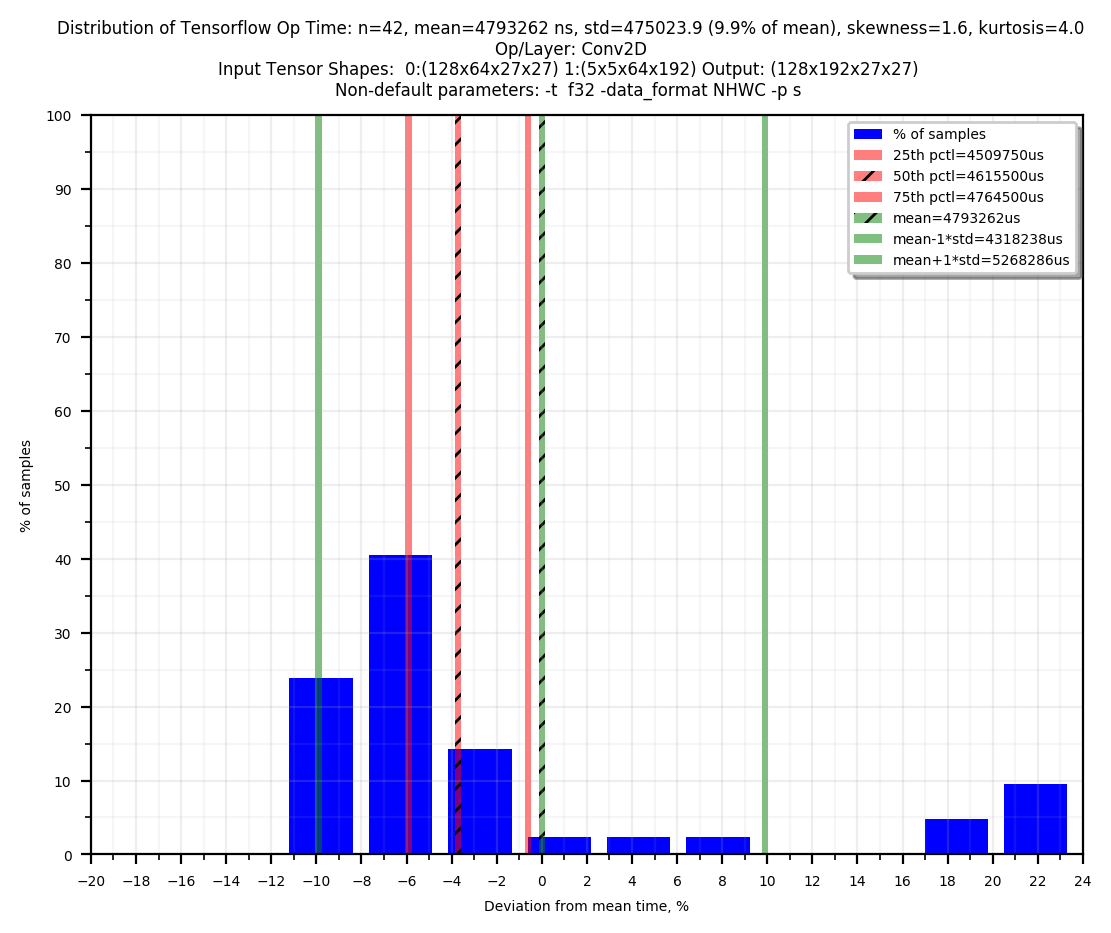 Distribution of Tensorflow Op Time: n=42, mean=4793262 ns, std=475023.9 (9.9% of mean), skewness=1.6, kurtosis=4.0
Op/Layer: Conv2D
Input Tensor Shapes:  0:(128x64x27x27) 1:(5x5x64x192) Output: (128x192x27x27)
Non-default parameters: -t  f32 -data_format NHWC -p s
% of samples
25th pctl=4509750us
50th pctl=4615500us
75th pctl=4764500us
mean=4793262us
mean-1*std=4318238us
mean+1*std=5268286us
100
90
80
70
60
50
40
30
20
10
0
% of samples
−20 −18 −16 −14 −12 −10 −8 −6 −4 −2 0 2 4 6 8 10 12 14 16 18 20 22 24
Deviation from mean time, %